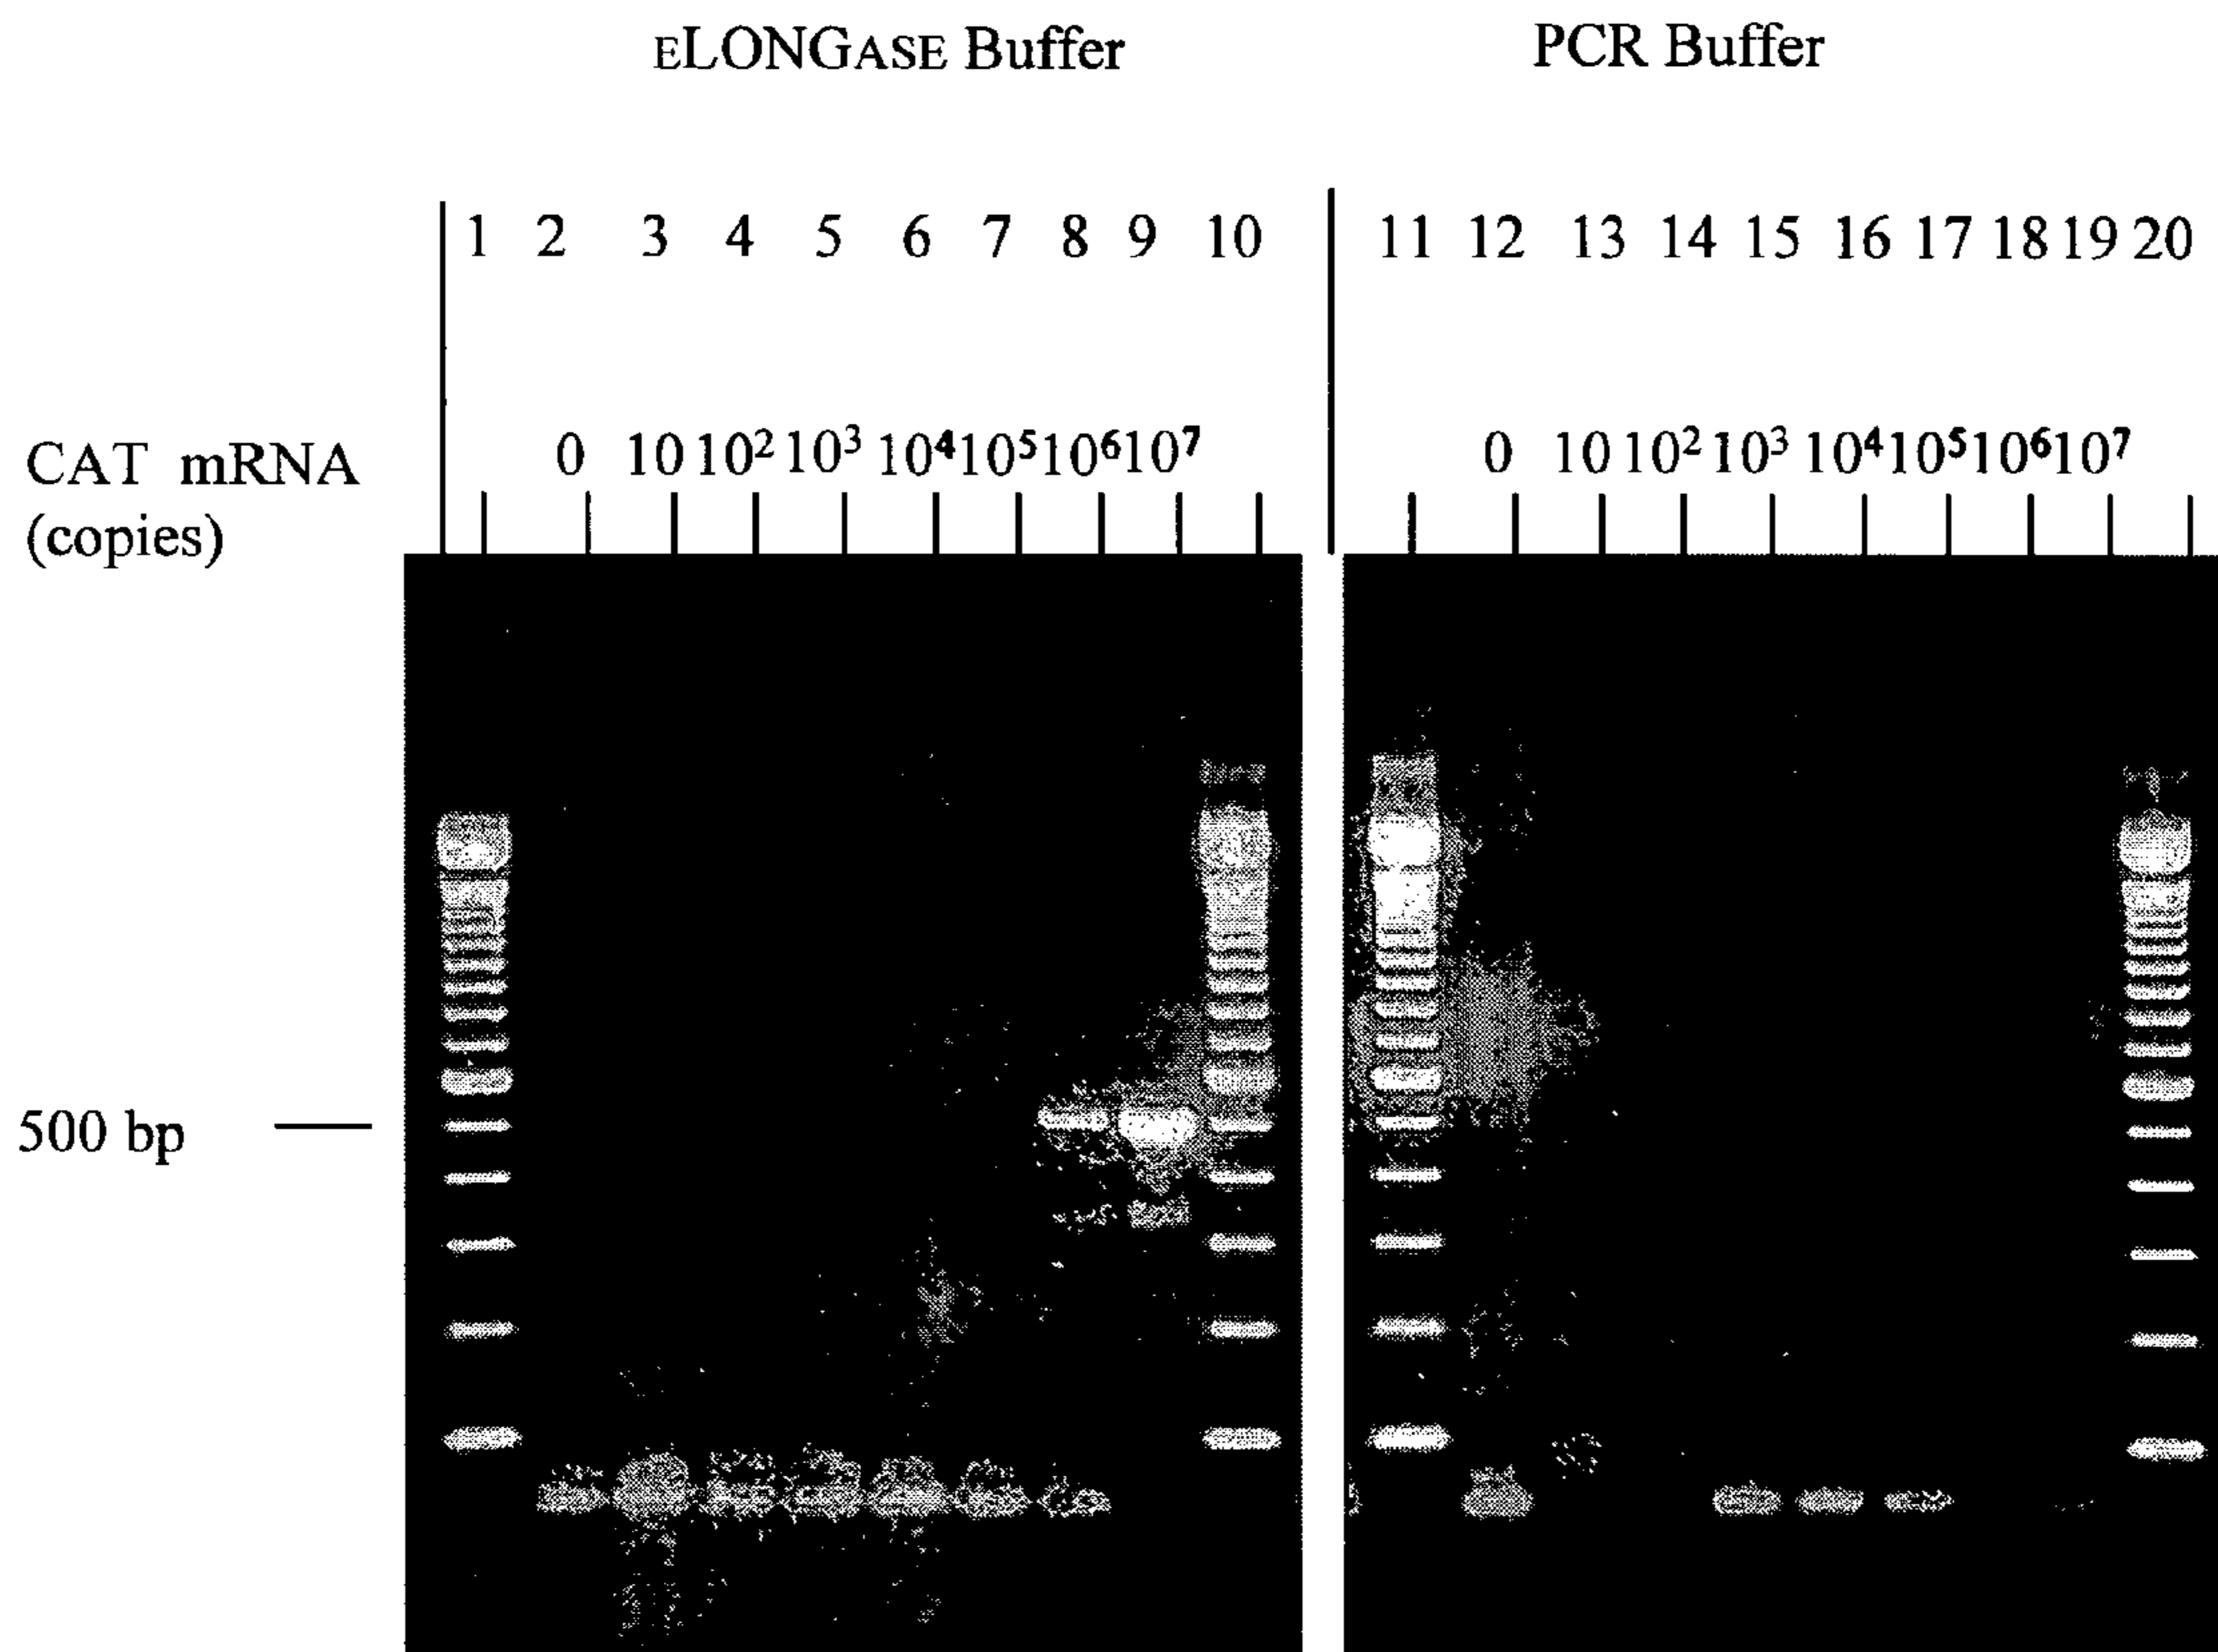 ELONGASE Buffer PCR Buffer
1 2 3 4 5 6 7 8 9 10 11 12 13 14 15 16 17 18 19 20
CAT mRNA 0 10 10² 10³ 10⁴ 10⁵ 10⁶ 10⁷ 0 10 10² 10³ 10⁴ 10⁵ 10⁶ 10⁷
(copies)
500 bp